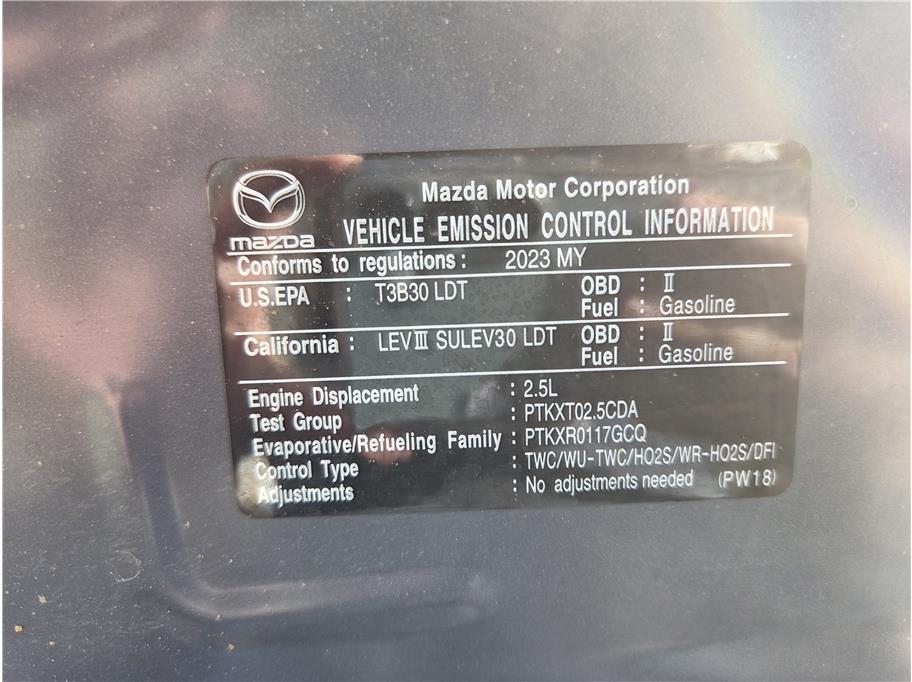 Mazda Motor Corporation
mazda VEHICLE EMISSION CONTROL INFORMATION
Conforms to regulations : 2023 MY
U.S.EPA : T3B30 LDT OBD : II
Fuel : Gasoline
California : LEVIII SULEV30 LDT OBD : II
Fuel : Gasoline
Engine Displacement : 2.5L
Test Group : PTKXT02.5CDA
Evaporative/Refueling Family : PTKXR0117GCQ
Control Type : TWC/WU-TWC/HO2S/WR-HO2S/DFI
Adjustments : No adjustments needed (PW18)